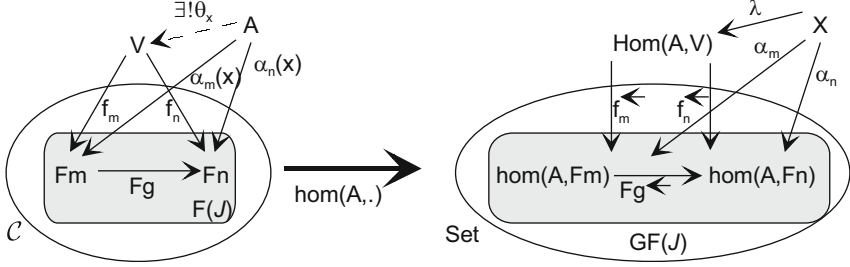 ∃!θₓ
A
V
αₘ(x)
αₙ(x)
fₘ
fₙ
Fm
Fg
Fn
F(J)
C
hom(A,.)
λ
X
Hom(A,V)
αₘ
αₙ
fₘ
fₙ
hom(A,Fm)
Fg
hom(A,Fn)
Set
GF(J)